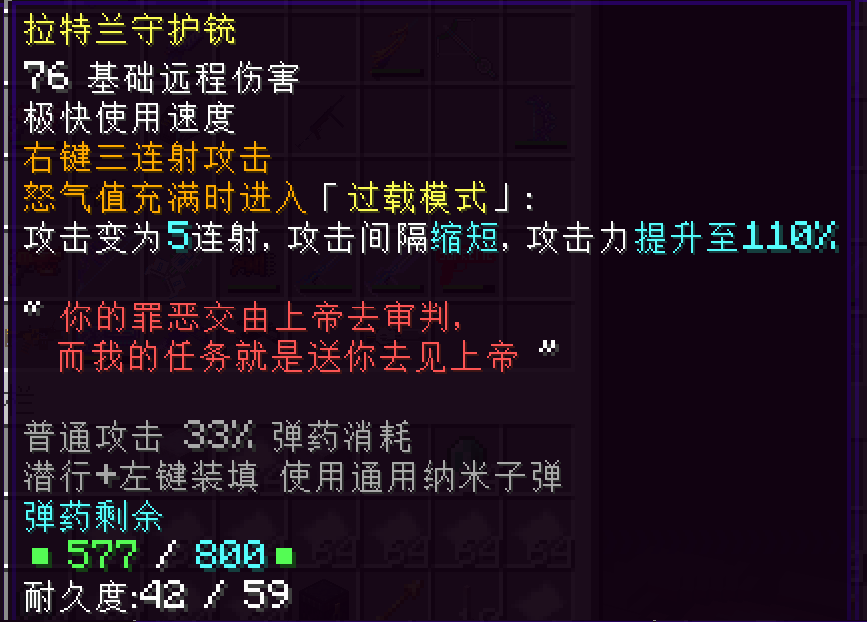 拉特兰守护铳
76 基础远程伤害
极快使用速度
右键三连射攻击
怒气值充满时进入「过载模式」:
攻击变为5连射, 攻击间隔缩短, 攻击力提升至110%
" 你的罪恶交由上帝去审判,
而我的任务就是送你去见上帝 "
普通攻击 33% 弹药消耗
潜行+左键装填 使用通用纳米子弹
弹药剩余
■ 577 / 800 ■
耐久度:42 / 59